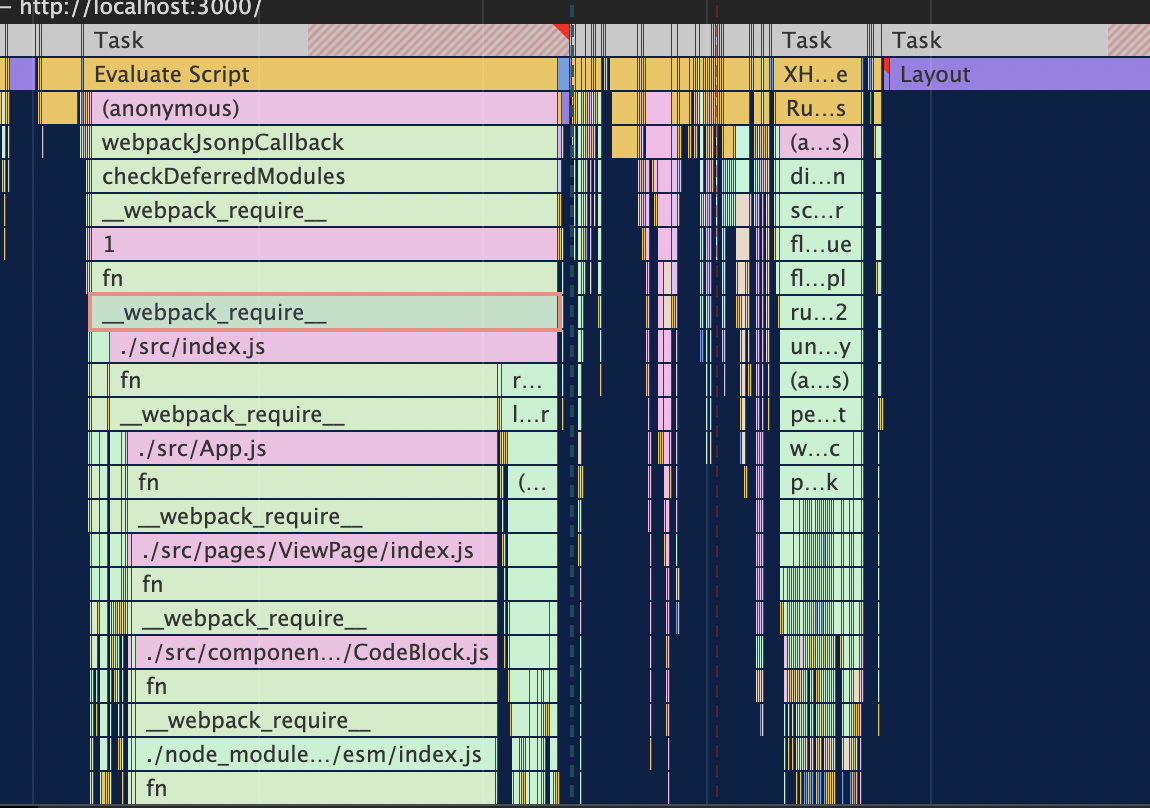 — http://localhost:3000/
Task Task Task
Evaluate Script XH…e Layout
(anonymous) Ru…s
webpackJsonpCallback (a…s)
checkDeferredModules di…n
__webpack_require__ sc…r
1 fl…ue
fn fl…pl
__webpack_require__ ru…2
./src/index.js un…y
fn r… (a…s)
__webpack_require__ l…r pe…t
./src/App.js w…c
fn (… p…k
__webpack_require__
./src/pages/ViewPage/index.js
fn
__webpack_require__
./src/componen…/CodeBlock.js
fn
__webpack_require__
./node_module…/esm/index.js
fn